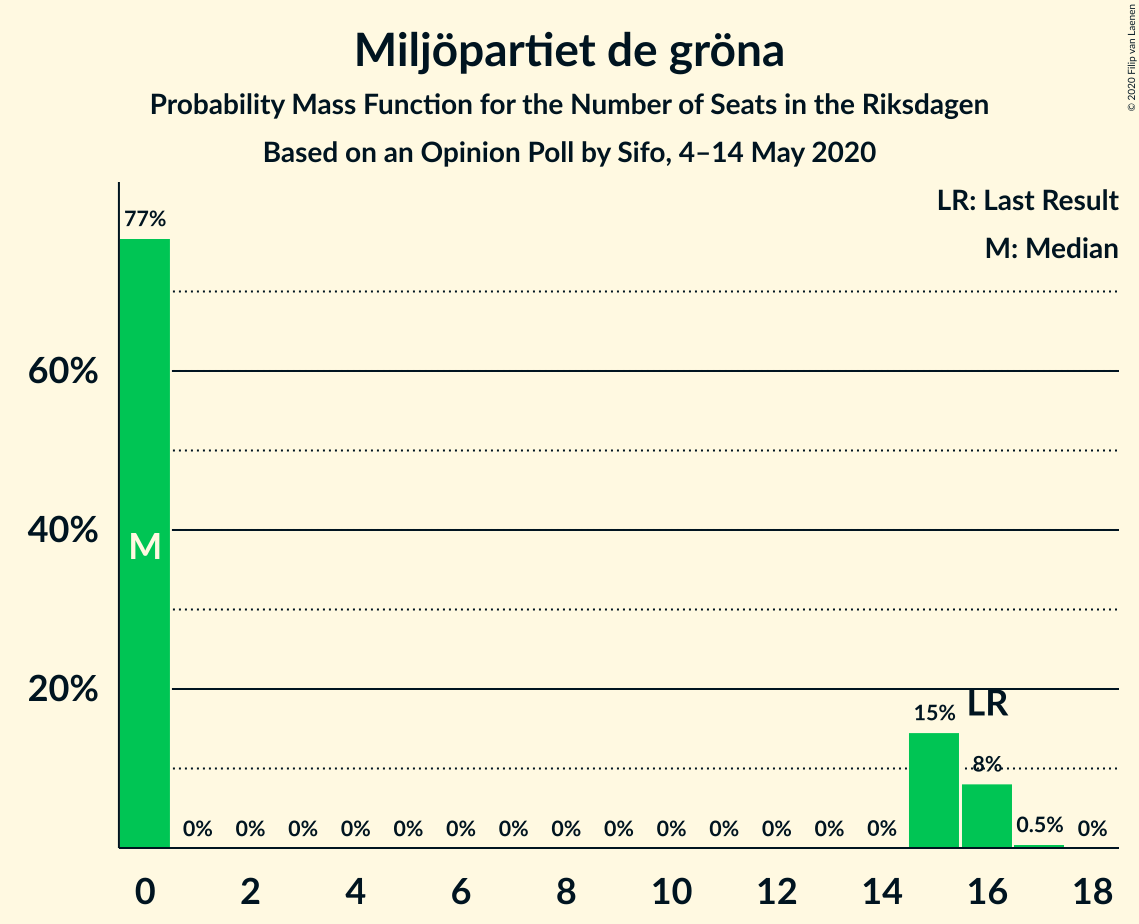 Miljöpartiet de gröna
Probability Mass Function for the Number of Seats in the Riksdagen
Based on an Opinion Poll by Sifo, 4–14 May 2020
© 2020 Filip van Laenen
LR: Last Result
M: Median
77%
60%
40%
20%
M
0% 0% 0% 0% 0% 0% 0% 0% 0% 0% 0% 0% 0% 0% 15% 8% 0.5% 0%
LR
0 2 4 6 8 10 12 14 16 18